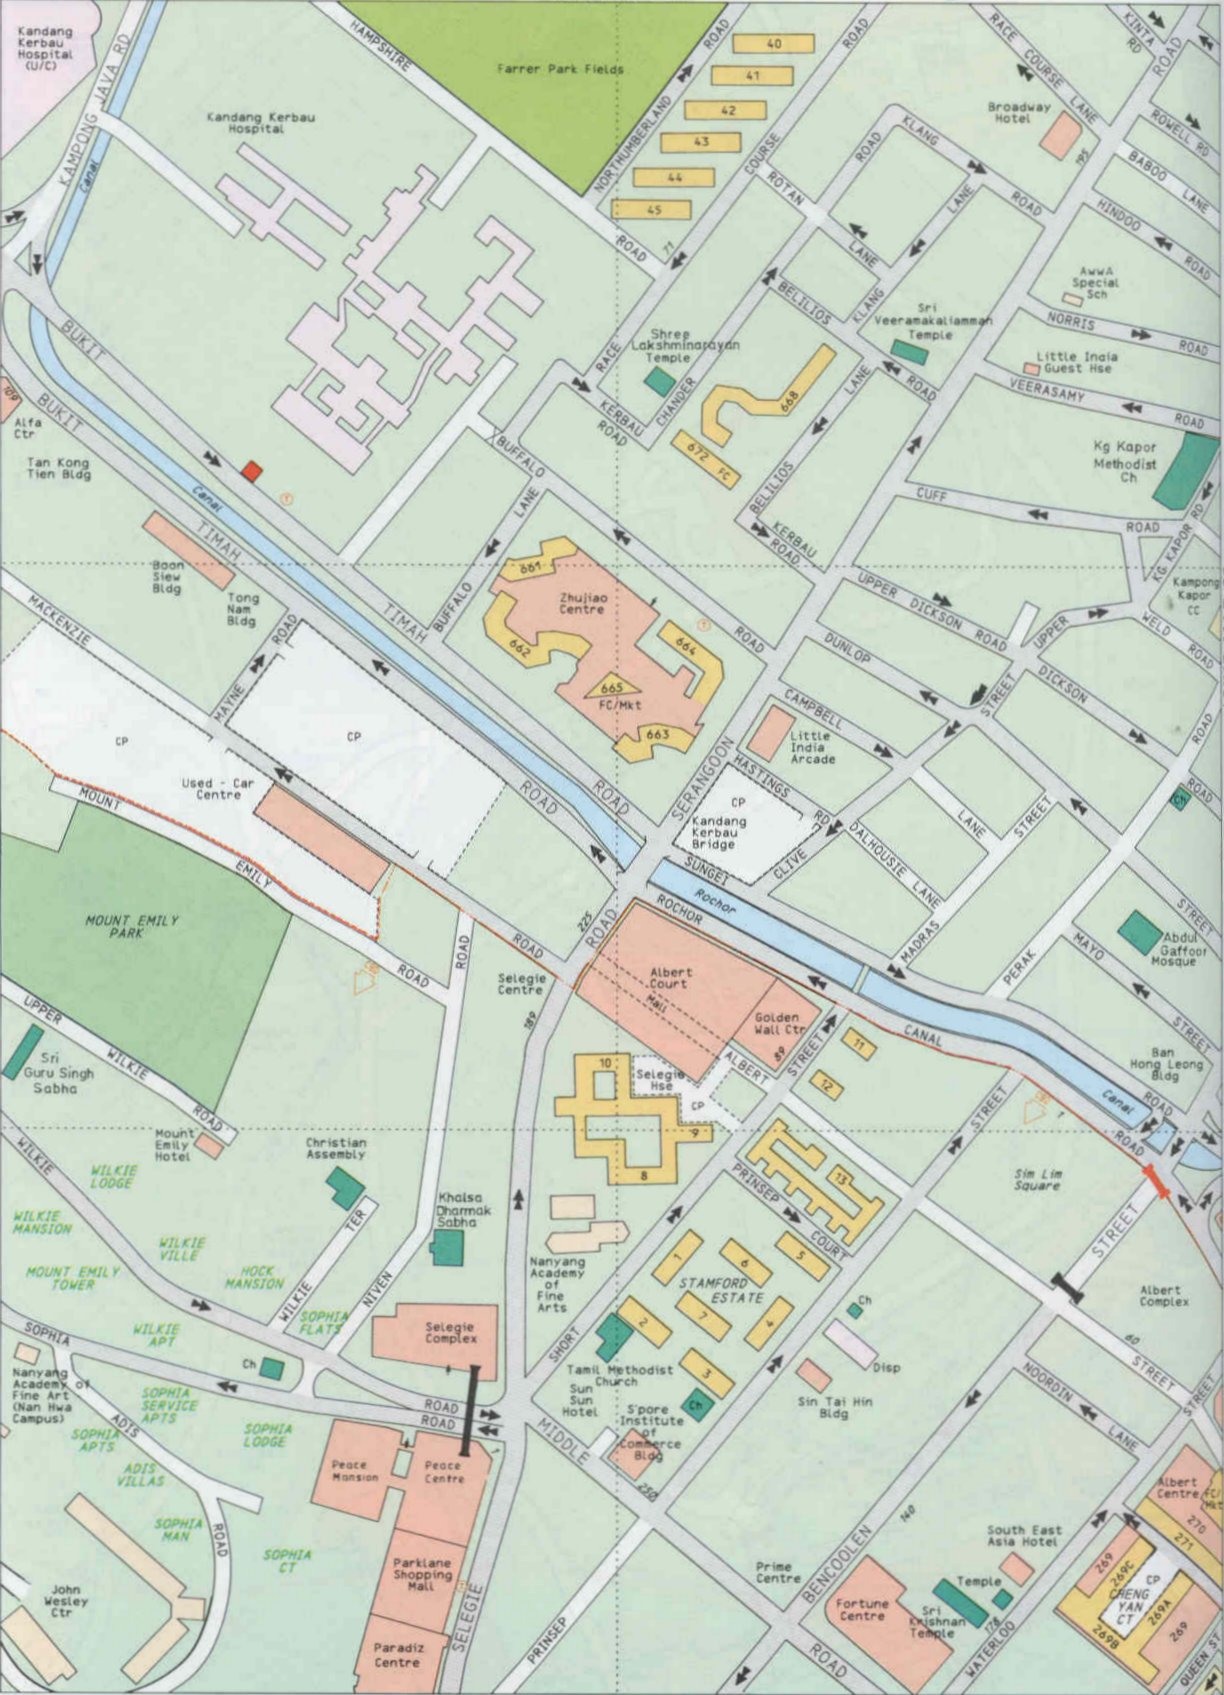 Kandang
Kerbau
Hospital
(U/C)
KAMPONG JAVA RD
Canal
HAMPSHIRE
ROAD
Farrer Park Fields
NORTHUMBERLAND
ROAD
40
41
42
43
44
45
RACE
COURSE
ROAD
71
RACE COURSE LANE
KINTA
RD
ROAD
ROWELL RD
BABOO LANE
HINDOO
ROAD
Broadway
Hotel
195
KLANG
ROAD
ROAD
KLANG
LANE
ROTAN
LANE
Kandang Kerbau
Hospital
AWWA
Special
Sch
NORRIS
ROAD
BELILIOS
ROAD
Sri
Veeramakaliamman
Temple
Little India
Guest Hse
VEERASAMY
ROAD
Shree
Lakshminarayan
Temple
CHANDER
KERBAU
ROAD
668
672 FC
BELILIOS
LANE
Kg Kapor
Methodist
Ch
KG KAPOR RD
CUFF
ROAD
BUKIT
TIMAH
ROAD
109
Alfa
Ctr
BUKIT
TIMAH
ROAD
Tan Kong
Tien Bldg
Canal
BUFFALO
ROAD
BUFFALO
LANE
KERBAU
ROAD
Boon
Siew
Bldg
Tong
Nam
Bldg
661
662
Zhujiao
Centre
664
665
FC/Mkt
663
UPPER DICKSON ROAD
UPPER
WELD
ROAD
Kampong
Kapor
CC
DUNLOP
STREET
DICKSON
ROAD
CAMPBELL
LANE
MACKENZIE
ROAD
MAYNE
ROAD
CP
CP
Used - Car
Centre
SERANGOON
ROAD
Little
India
Arcade
HASTINGS
RD
CP
Kandang
Kerbau
Bridge
SUNGEI
ROAD
CLIVE
STREET
DALHOUSIE LANE
MADRAS
STREET
PERAK
ROAD
Ch
MOUNT
EMILY
ROAD
MOUNT EMILY
PARK
Rochor
Canal
ROCHOR
CANAL
ROAD
MAYO
STREET
Abdul
Gaffoor
Mosque
STREET
225
Selegie
Centre
189
Albert
Court
Mall
Golden
Wall Ctr
89
11
12
Ban
Hong Leong
Bldg
UPPER
WILKIE
ROAD
Sri
Guru Singh
Sabha
Mount
Emily
Hotel
10
Selegie
Hse
CP
9
8
ALBERT
STREET
STREET
Sim Lim
Square
7
WILKIE
WILKIE
LODGE
Christian
Assembly
Khalsa
Dharmak
Sabha
PRINSEP
COURT
13
WILKIE
MANSION
WILKIE
VILLE
HOCK
MANSION
MOUNT EMILY
TOWER
WILKIE
TER
NIVEN
ROAD
Nanyang
Academy
of
Fine
Arts
1
6
5
STAMFORD
ESTATE
2
7
4
3
STREET
Albert
Complex
60
SOPHIA
WILKIE
APT
SOPHIA
FLATS
Selegie
Complex
SHORT
Ch
Disp
Nanyang
Academy of
Fine Art
(Nan Hwa
Campus)
Ch
Tamil Methodist
Church
Sun
Sun
Hotel
S'pore
Institute
of
Commerce
Bldg
Ch
Sin Tai Hin
Bldg
NOORDIN
LANE
STREET
SOPHIA
SERVICE
APTS
SOPHIA
APTS
ADIS
ROAD
SOPHIA
LODGE
ROAD
ROAD
1
MIDDLE
ROAD
250
ADIS
VILLAS
SOPHIA
MAN
SOPHIA
CT
Peace
Mansion
Peace
Centre
Albert
Centre
FC/
Mkt
270
271
140
South East
Asia Hotel
Temple
269
269C
CP
CHENG
YAN
CT
269A
269B
269
Parklane
Shopping
Mall
SELEGIE
Prime
Centre
BENCOOLEN
Fortune
Centre
Sri
Krishnan
Temple
178
John
Wesley
Ctr
Paradiz
Centre
PRINSEP
WATERLOO
QUEEN ST